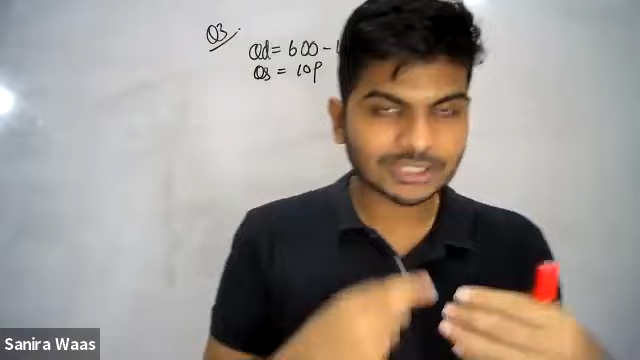 Q3.
Qd = 600 -
Qs = 10P
Sanira Waas